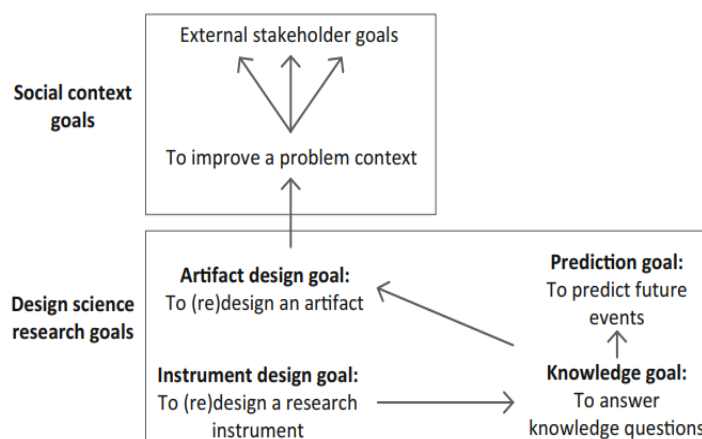 External stakeholder goals
Social context
goals
To improve a problem context
Artifact design goal:
To (re)design an artifact
Prediction goal:
To predict future
events
Design science
research goals
Instrument design goal:
To (re)design a research
instrument
Knowledge goal:
To answer
knowledge questions